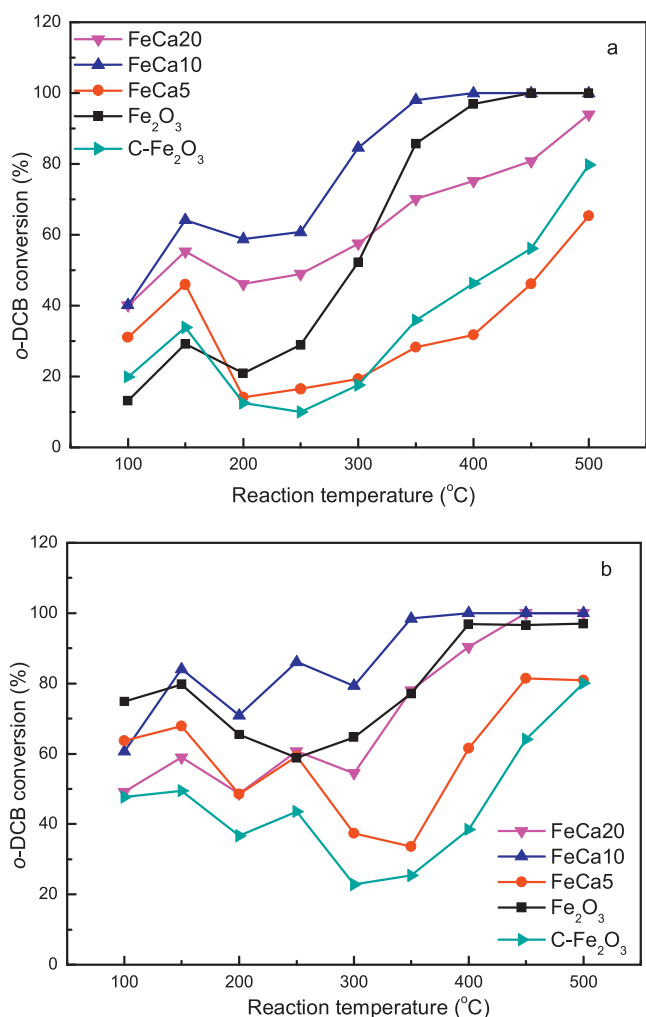 120
100
80
60
40
20
0
o-DCB conversion (%)
FeCa20
FeCa10
FeCa5
Fe₂O₃
C-Fe₂O₃
a
100 200 300 400 500
Reaction temperature (°C)
120
100
80
60
40
20
0
o-DCB conversion (%)
b
FeCa20
FeCa10
FeCa5
Fe₂O₃
C-Fe₂O₃
100 200 300 400 500
Reaction temperature (°C)